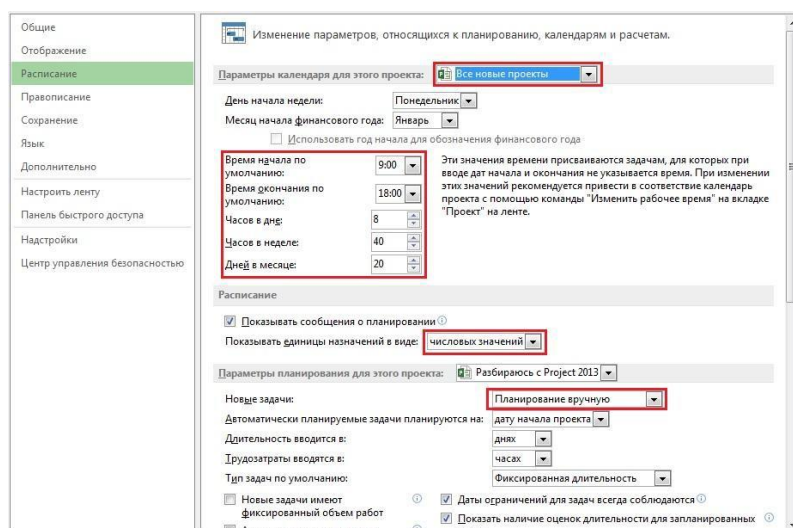 Общие
Отображение
Расписание
Правописание
Сохранение
Язык
Дополнительно
Настроить ленту
Панель быстрого доступа
Надстройки
Центр управления безопасностью
Изменение параметров, относящихся к планированию, календарям и расчетам.
Параметры календаря для этого проекта: Все новые проекты
День начала недели: Понедельник
Месяц начала финансового года: Январь
Использовать год начала для обозначения финансового года
Время начала по
умолчанию: 9:00
Время окончания по
умолчанию: 18:00
Часов в дне: 8
Часов в неделе: 40
Дней в месяце: 20
Эти значения времени присваиваются задачам, для которых при
вводе дат начала и окончания не указывается время. При изменении
этих значений рекомендуется привести в соответствие календарь
проекта с помощью команды "Изменить рабочее время" на вкладке
"Проект" на ленте.
Расписание
Показывать сообщения о планировании
Показывать единицы назначений в виде: числовых значений
Параметры планирования для этого проекта: Разбираюсь с Project 2013
Новые задачи: Планирование вручную
Автоматически планируемые задачи планируются на: дату начала проекта
Длительность вводится в: днях
Трудозатраты вводятся в: часах
Тип задач по умолчанию: Фиксированная длительность
Новые задачи имеют
фиксированный объем работ
Даты ограничений для задач всегда соблюдаются
Показать наличие оценок длительности для запланированных